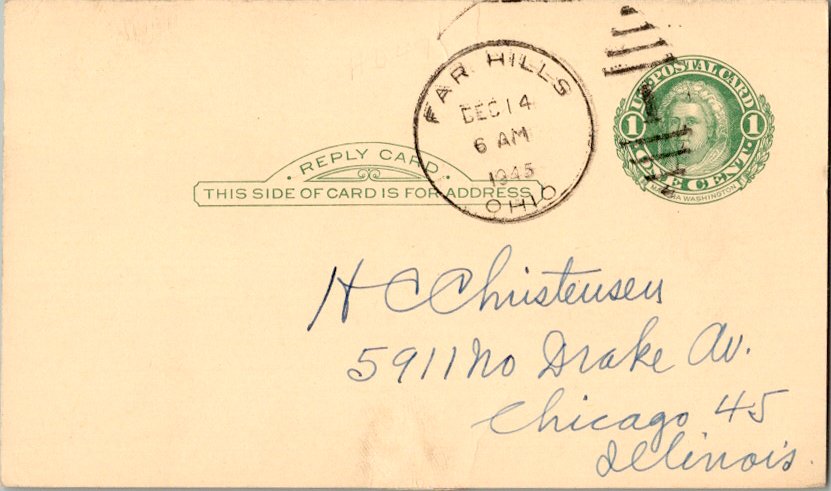 FAR HILLS
DEC 14
6 AM
1945
OHIO
U.S. POSTAL CARD
1 1
ONE CENT
MARTHA WASHINGTON
REPLY CARD
THIS SIDE OF CARD IS FOR ADDRESS
H C Christensen
5911 No Drake Av.
Chicago 45
Illinois.